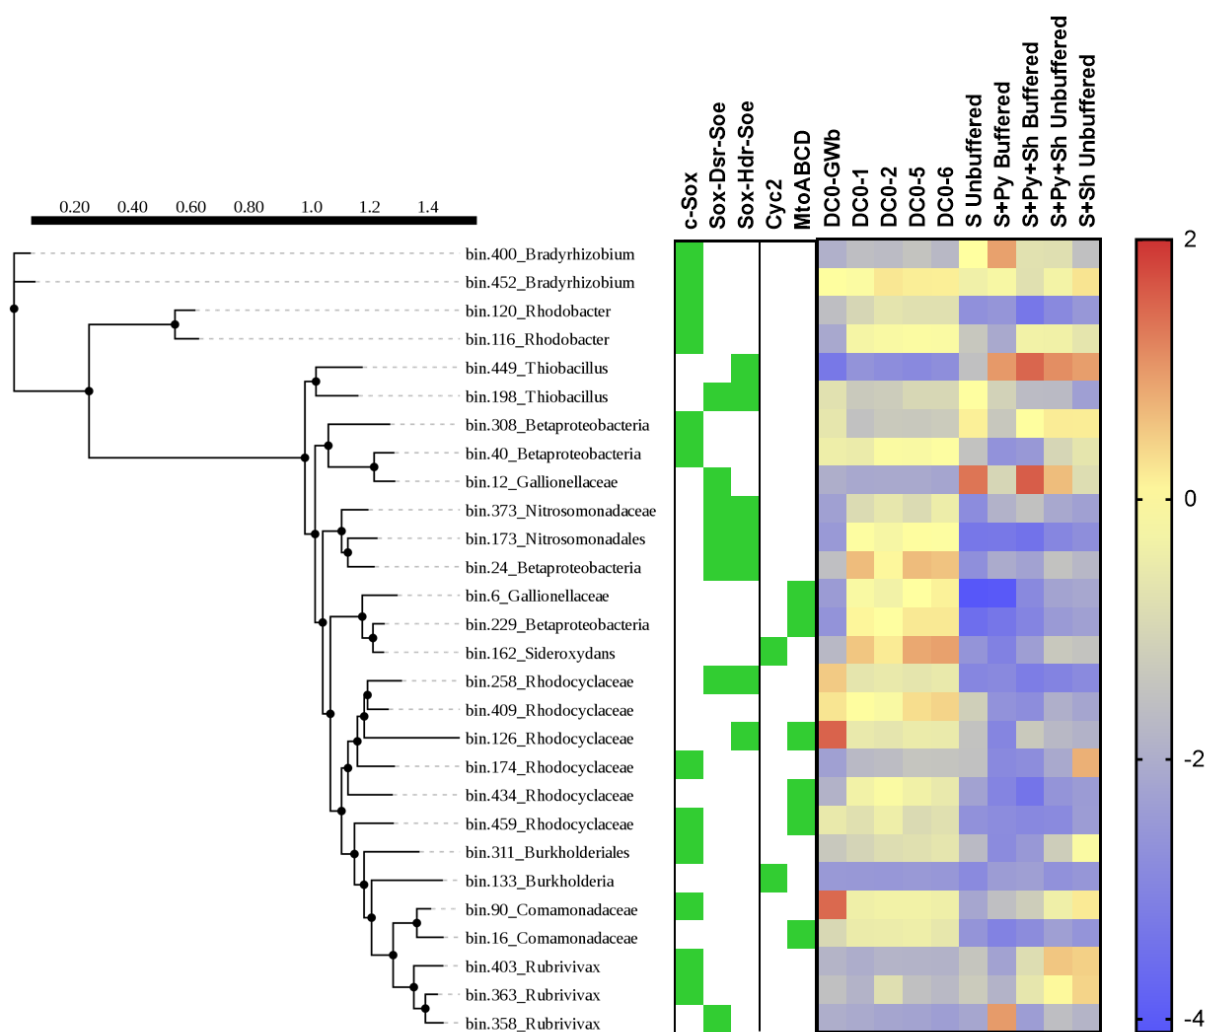 0.20 0.40 0.60 0.80 1.0 1.2 1.4
c-Sox
Sox-Dsr-Soe
Sox-Hdr-Soe
Cyc2
MtoABCD
DC0-GWb
DC0-1
DC0-2
DC0-5
DC0-6
S Unbuffered
S+Py Buffered
S+Py+Sh Buffered
S+Py+Sh Unbuffered
S+Sh Unbuffered
bin.400_Bradyrhizobium
bin.452_Bradyrhizobium
bin.120_Rhodobacter
bin.116_Rhodobacter
bin.449_Thiobacillus
bin.198_Thiobacillus
bin.308_Betaproteobacteria
bin.40_Betaproteobacteria
bin.12_Gallionellaceae
bin.373_Nitrosomonadaceae
bin.173_Nitrosomonadales
bin.24_Betaproteobacteria
bin.6_Gallionellaceae
bin.229_Betaproteobacteria
bin.162_Sideroxydans
bin.258_Rhodocyclaceae
bin.409_Rhodocyclaceae
bin.126_Rhodocyclaceae
bin.174_Rhodocyclaceae
bin.434_Rhodocyclaceae
bin.459_Rhodocyclaceae
bin.311_Burkholderiales
bin.133_Burkholderia
bin.90_Comamonadaceae
bin.16_Comamonadaceae
bin.403_Rubrivivax
bin.363_Rubrivivax
bin.358_Rubrivivax
2
0
-2
-4